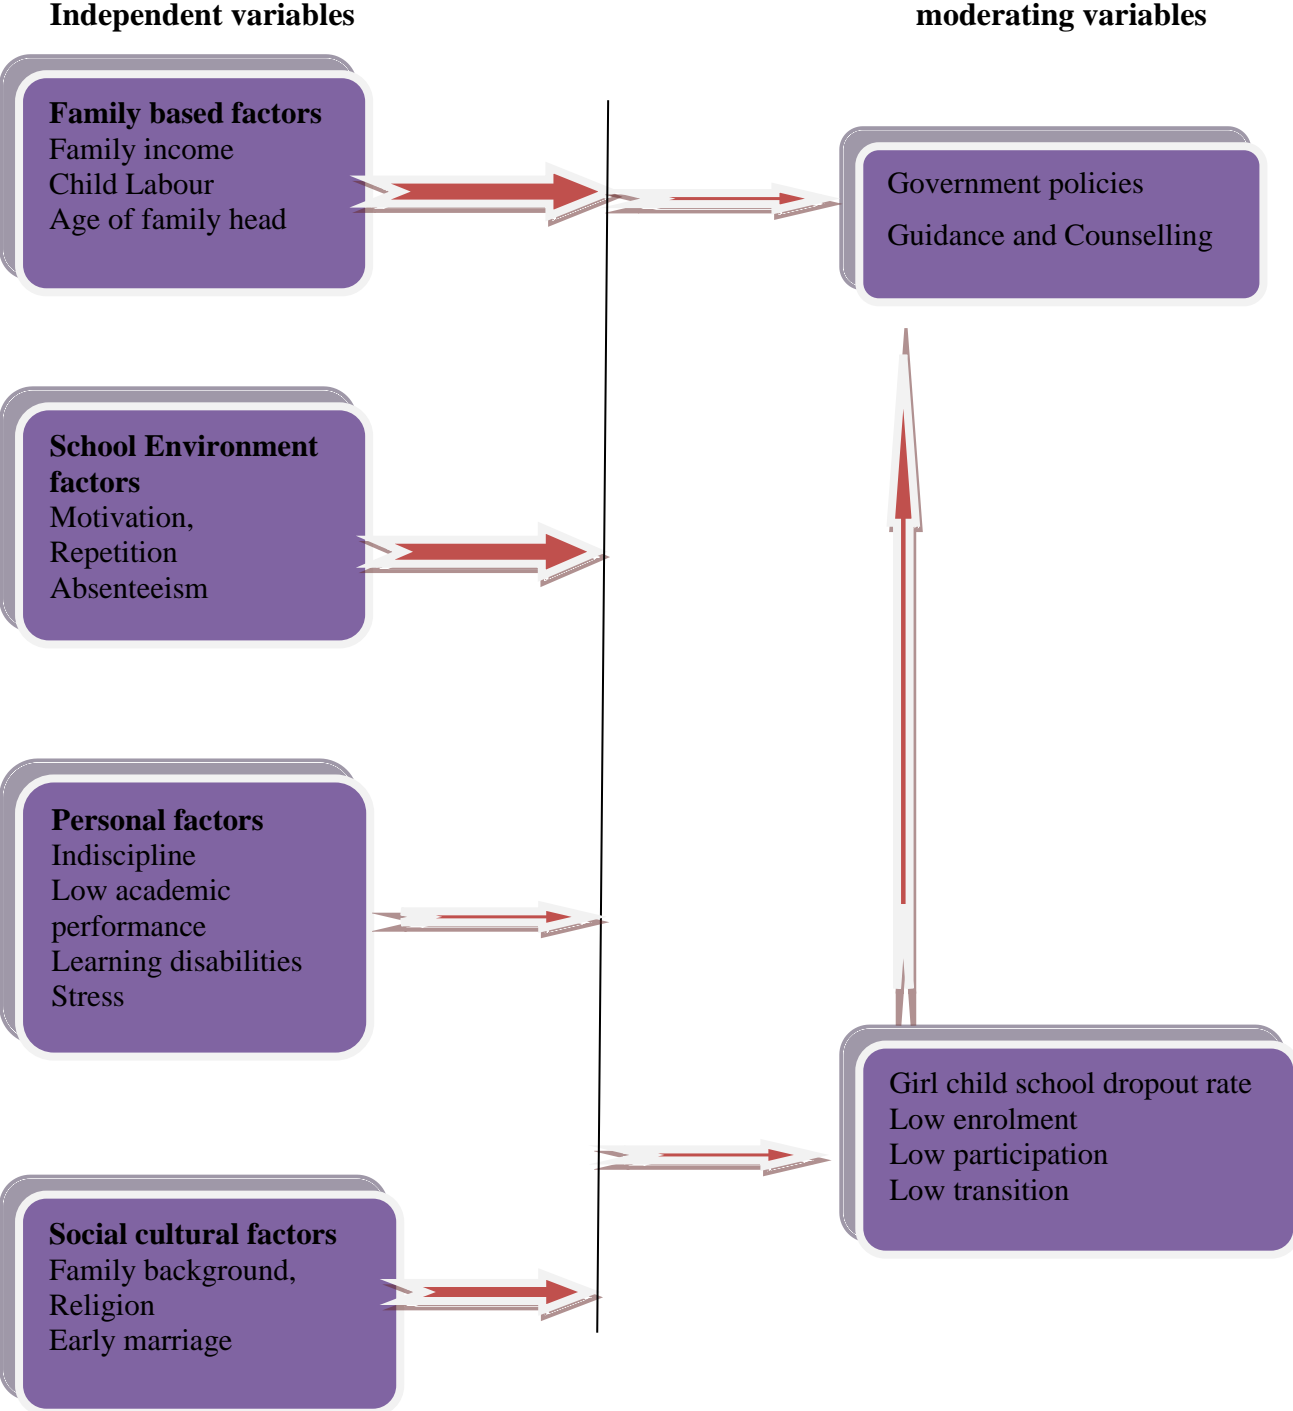 Independent variables
moderating variables
Family based factors
Family income
Child Labour
Age of family head
Government policies
Guidance and Counselling
School Environment
factors
Motivation,
Repetition
Absenteeism
Personal factors
Indiscipline
Low academic
performance
Learning disabilities
Stress
Girl child school dropout rate
Low enrolment
Low participation
Low transition
Social cultural factors
Family background,
Religion
Early marriage